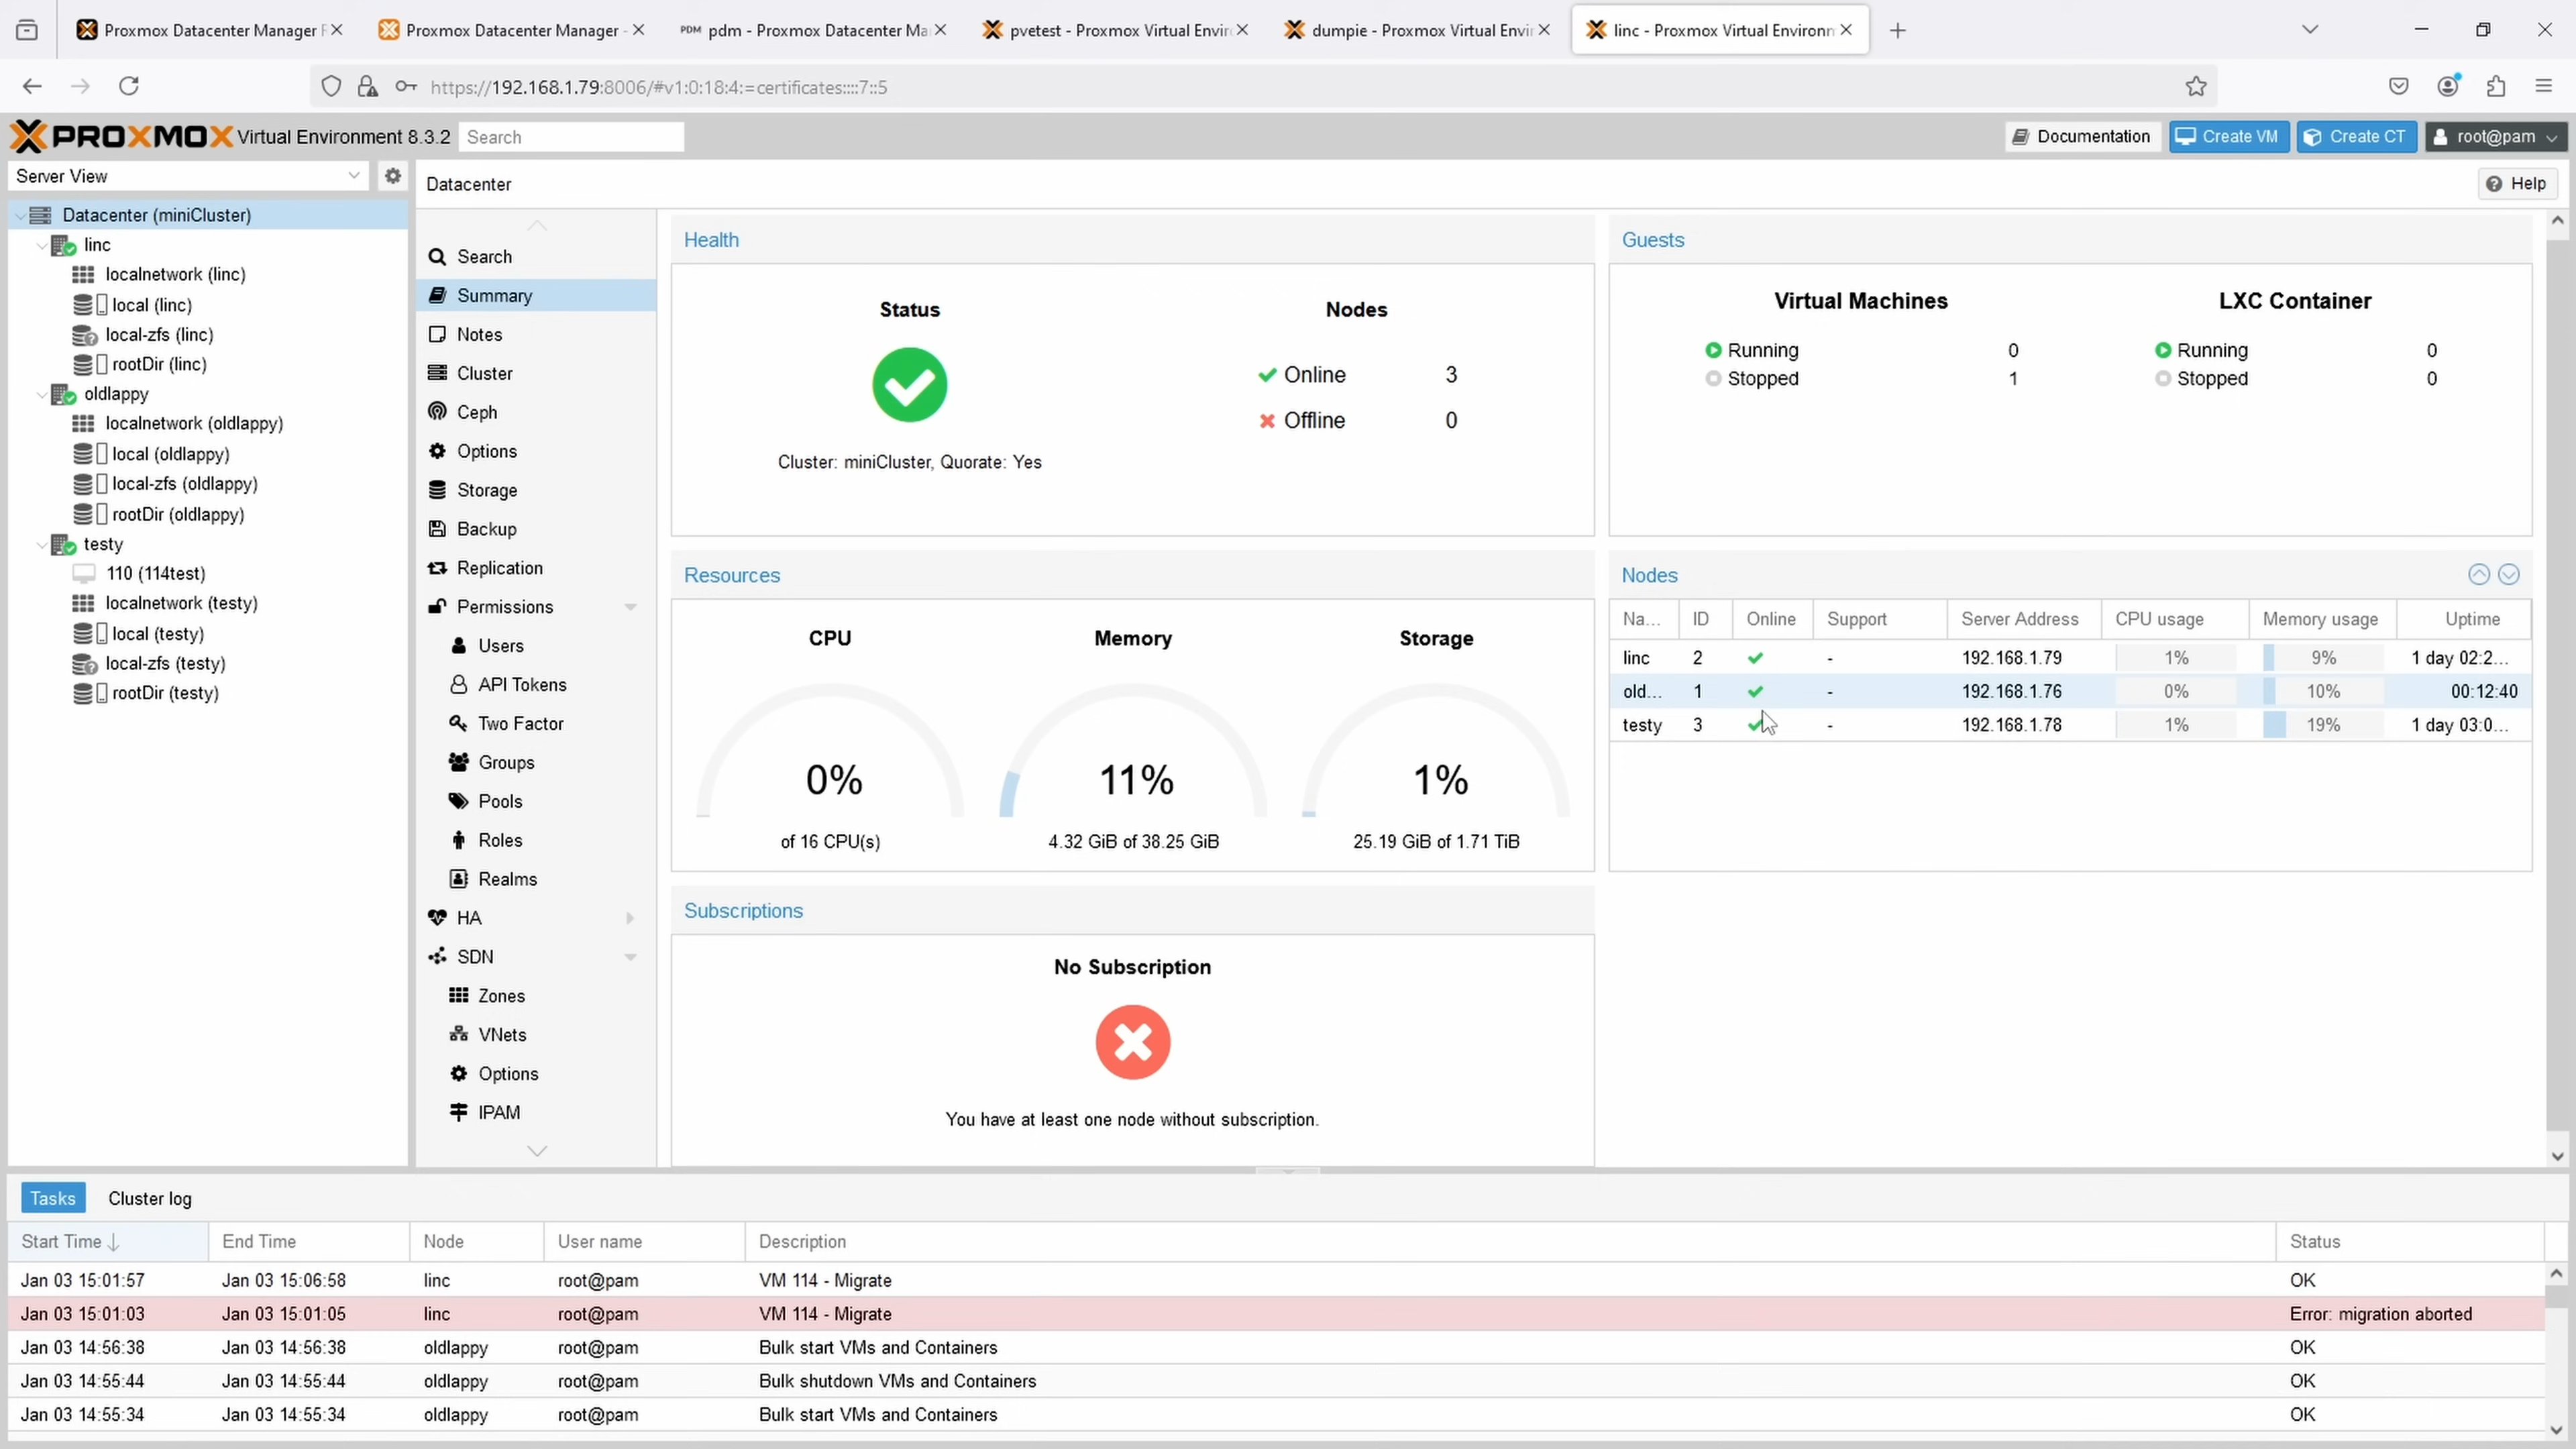 Proxmox Datacenter Manager
Proxmox Datacenter Manager -
PDM pdm - Proxmox Datacenter Ma
pvetest - Proxmox Virtual Envir
dumpie - Proxmox Virtual Envi
linc - Proxmox Virtual Environm
https://192.168.1.79:8006/#v1:0:18:4:=certificates::::7::5
PROXMOX Virtual Environment 8.3.2
Search
Documentation
Create VM
Create CT
root@pam
Server View
Datacenter
Help
Datacenter (miniCluster)
linc
localnetwork (linc)
local (linc)
local-zfs (linc)
rootDir (linc)
oldlappy
localnetwork (oldlappy)
local (oldlappy)
local-zfs (oldlappy)
rootDir (oldlappy)
testy
110 (114test)
localnetwork (testy)
local (testy)
local-zfs (testy)
rootDir (testy)
Search
Summary
Notes
Cluster
Ceph
Options
Storage
Backup
Replication
Permissions
Users
API Tokens
Two Factor
Groups
Pools
Roles
Realms
HA
SDN
Zones
VNets
Options
IPAM
Health
Status
Nodes
Online 3
Offline 0
Cluster: miniCluster, Quorate: Yes
Guests
Virtual Machines
Running 0
Stopped 1
LXC Container
Running 0
Stopped 0
Resources
CPU
0%
of 16 CPU(s)
Memory
11%
4.32 GiB of 38.25 GiB
Storage
1%
25.19 GiB of 1.71 TiB
Nodes
Na... ID Online Support Server Address CPU usage Memory usage Uptime
linc 2 - 192.168.1.79 1% 9% 1 day 02:2...
old... 1 - 192.168.1.76 0% 10% 00:12:40
testy 3 - 192.168.1.78 1% 19% 1 day 03:0...
Subscriptions
No Subscription
You have at least one node without subscription.
Tasks
Cluster log
Start Time End Time Node User name Description Status
Jan 03 15:01:57 Jan 03 15:06:58 linc root@pam VM 114 - Migrate OK
Jan 03 15:01:03 Jan 03 15:01:05 linc root@pam VM 114 - Migrate Error: migration aborted
Jan 03 14:56:38 Jan 03 14:56:38 oldlappy root@pam Bulk start VMs and Containers OK
Jan 03 14:55:44 Jan 03 14:55:44 oldlappy root@pam Bulk shutdown VMs and Containers OK
Jan 03 14:55:34 Jan 03 14:55:34 oldlappy root@pam Bulk start VMs and Containers OK